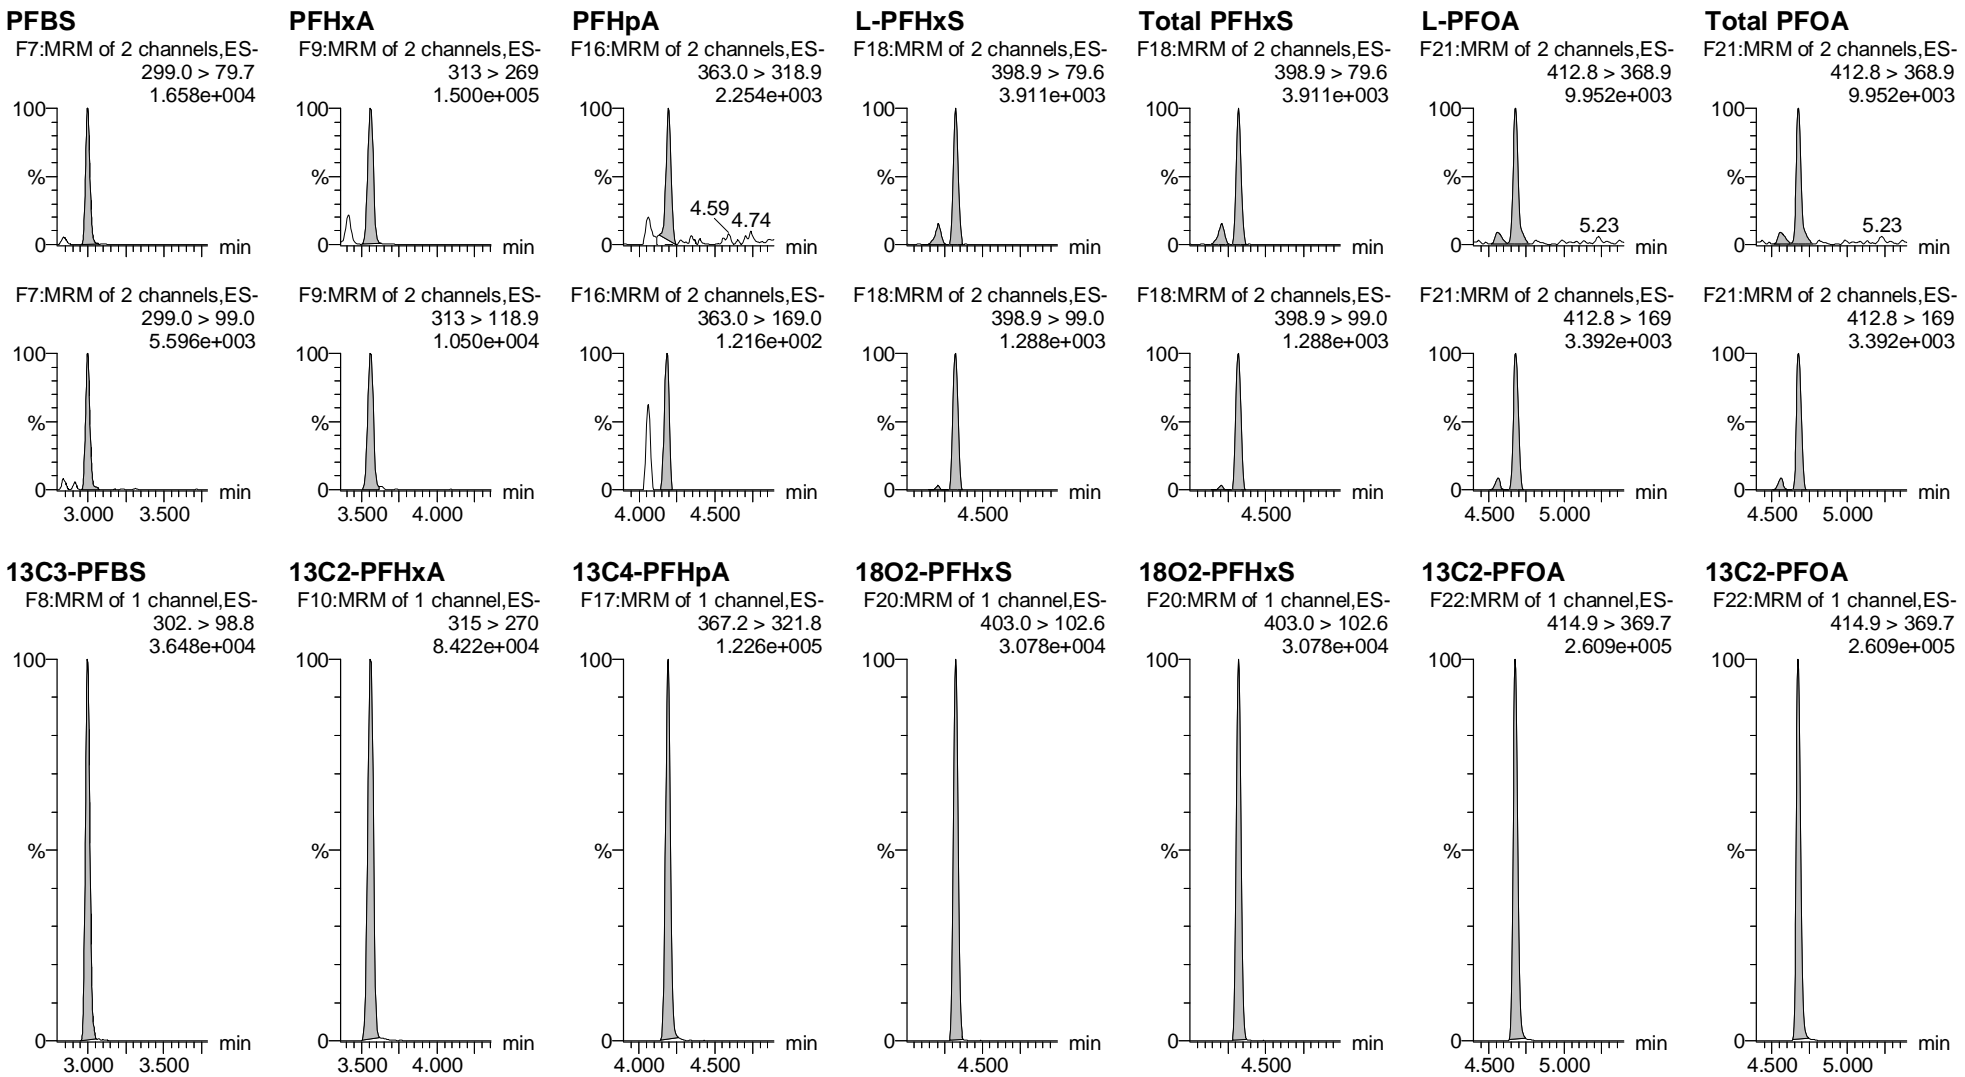 PFBS
F7:MRM of 2 channels,ES-
299.0 > 79.7
1.658e+004
100
%
0
min
F7:MRM of 2 channels,ES-
299.0 > 99.0
5.596e+003
100
%
0
min
3.000 3.500
PFHxA
F9:MRM of 2 channels,ES-
313 > 269
1.500e+005
100
%
0
min
F9:MRM of 2 channels,ES-
313 > 118.9
1.050e+004
100
%
0
min
3.500 4.000
PFHpA
F16:MRM of 2 channels,ES-
363.0 > 318.9
2.254e+003
100
%
4.59
4.74
0
min
F16:MRM of 2 channels,ES-
363.0 > 169.0
1.216e+002
100
%
0
min
4.000 4.500
L-PFHxS
F18:MRM of 2 channels,ES-
398.9 > 79.6
3.911e+003
100
%
0
min
F18:MRM of 2 channels,ES-
398.9 > 99.0
1.288e+003
100
%
0
min
4.500
Total PFHxS
F18:MRM of 2 channels,ES-
398.9 > 79.6
3.911e+003
100
%
0
min
F18:MRM of 2 channels,ES-
398.9 > 99.0
1.288e+003
100
%
0
min
4.500
L-PFOA
F21:MRM of 2 channels,ES-
412.8 > 368.9
9.952e+003
100
%
5.23
0
min
F21:MRM of 2 channels,ES-
412.8 > 169
3.392e+003
100
%
0
min
4.500 5.000
Total PFOA
F21:MRM of 2 channels,ES-
412.8 > 368.9
9.952e+003
100
%
5.23
0
min
F21:MRM of 2 channels,ES-
412.8 > 169
3.392e+003
100
%
0
min
4.500 5.000
13C3-PFBS
F8:MRM of 1 channel,ES-
302. > 98.8
3.648e+004
100
%
0
min
3.000 3.500
13C2-PFHxA
F10:MRM of 1 channel,ES-
315 > 270
8.422e+004
100
%
0
min
3.500 4.000
13C4-PFHpA
F17:MRM of 1 channel,ES-
367.2 > 321.8
1.226e+005
100
%
0
min
4.000 4.500
18O2-PFHxS
F20:MRM of 1 channel,ES-
403.0 > 102.6
3.078e+004
100
%
0
min
4.500
18O2-PFHxS
F20:MRM of 1 channel,ES-
403.0 > 102.6
3.078e+004
100
%
0
min
4.500
13C2-PFOA
F22:MRM of 1 channel,ES-
414.9 > 369.7
2.609e+005
100
%
0
min
4.500 5.000
13C2-PFOA
F22:MRM of 1 channel,ES-
414.9 > 369.7
2.609e+005
100
%
0
min
4.500 5.000